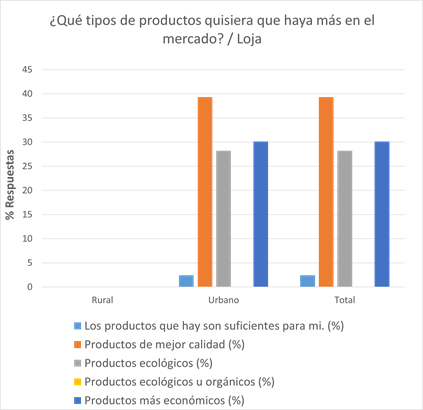 ¿Qué tipos de productos quisiera que haya más en el
mercado? / Loja
45
40
35
30
25
20
15
10
5
0
% Respuestas
Rural Urbano Total
Los productos que hay son suficientes para mi. (%)
Productos de mejor calidad (%)
Productos ecológicos (%)
Productos ecológicos u orgánicos (%)
Productos más económicos (%)